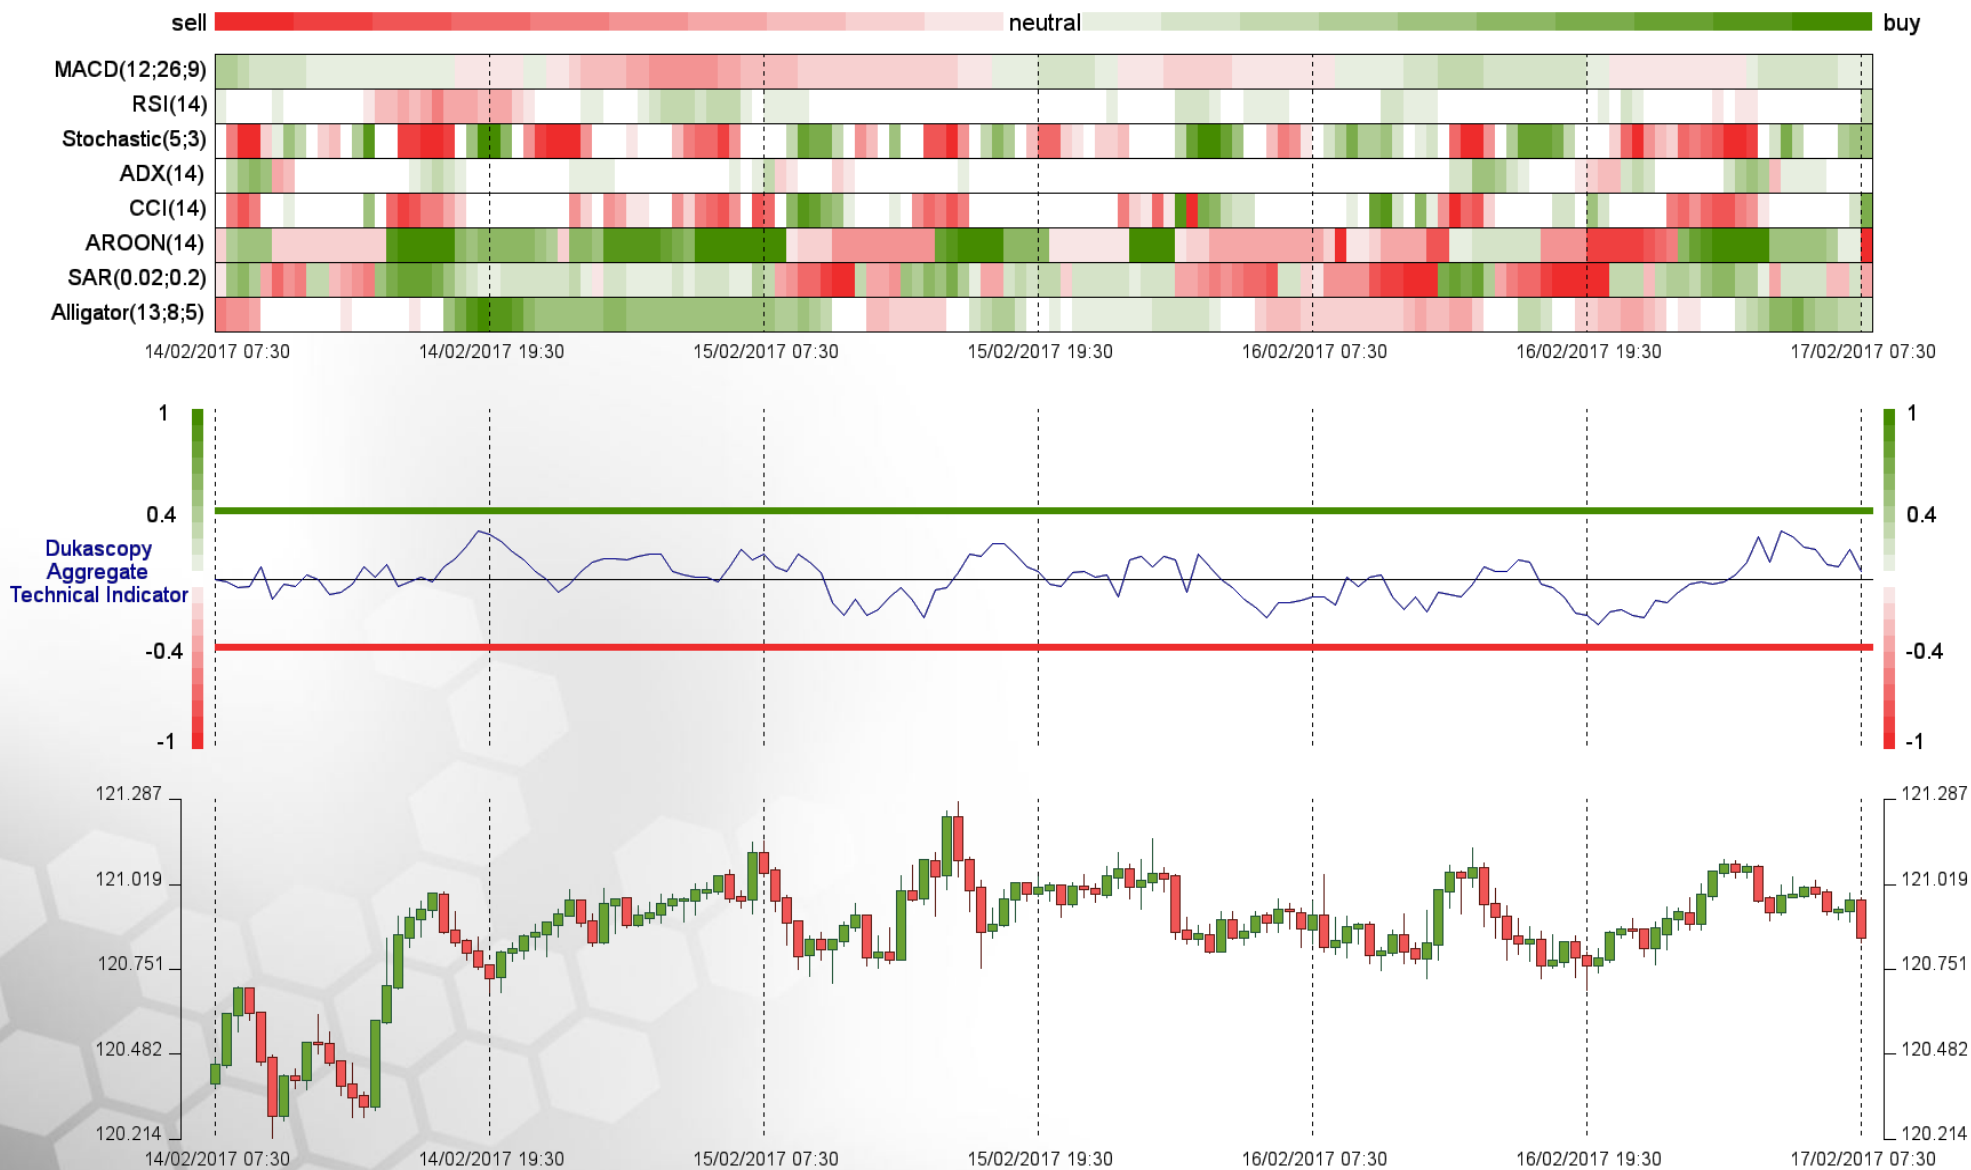 sell neutral buy
MACD(12;26;9)
RSI(14)
Stochastic(5;3)
ADX(14)
CCI(14)
AROON(14)
SAR(0.02;0.2)
Alligator(13;8;5)
14/02/2017 07:30 14/02/2017 19:30 15/02/2017 07:30 15/02/2017 19:30 16/02/2017 07:30 16/02/2017 19:30 17/02/2017 07:30
1 1
0.4 0.4
Dukascopy
Aggregate
Technical Indicator
-0.4 -0.4
-1 -1
121.287 121.287
121.019 121.019
120.751 120.751
120.482 120.482
120.214 120.214
14/02/2017 07:30 14/02/2017 19:30 15/02/2017 07:30 15/02/2017 19:30 16/02/2017 07:30 16/02/2017 19:30 17/02/2017 07:30